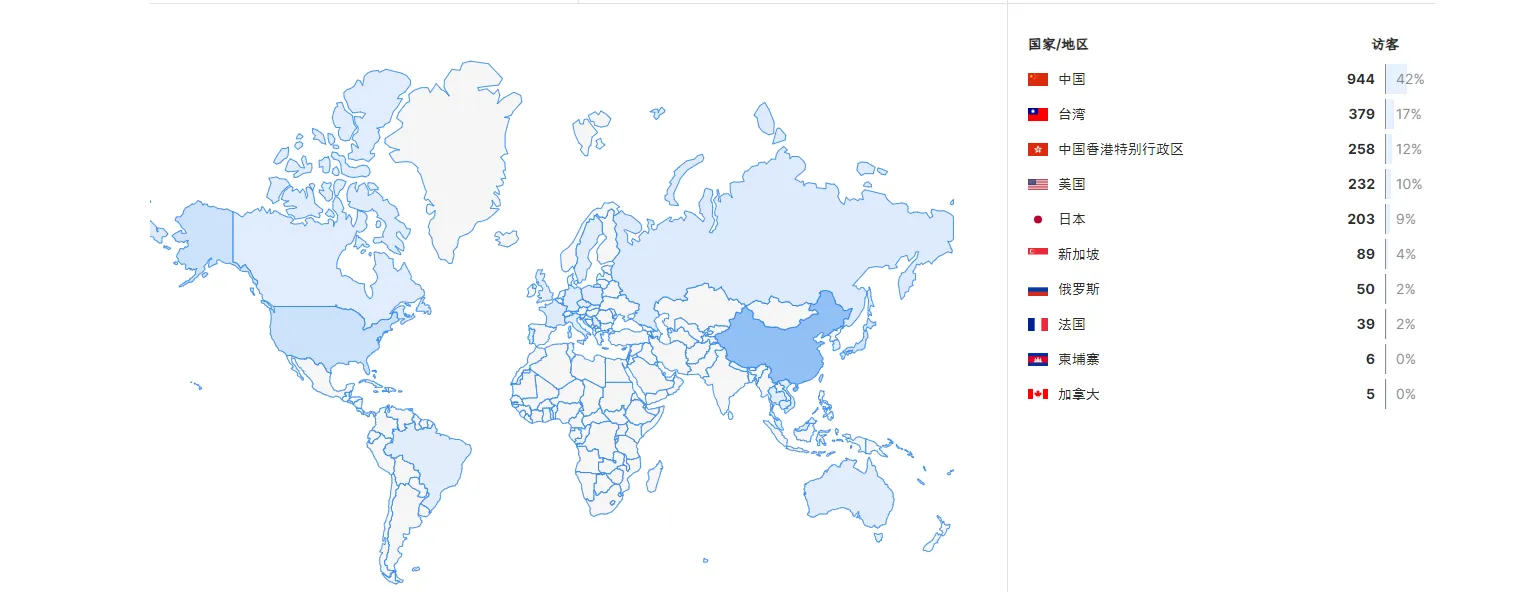 国家/地区 访客
中国 944 42%
台湾 379 17%
中国香港特别行政区 258 12%
美国 232 10%
日本 203 9%
新加坡 89 4%
俄罗斯 50 2%
法国 39 2%
柬埔寨 6 0%
加拿大 5 0%